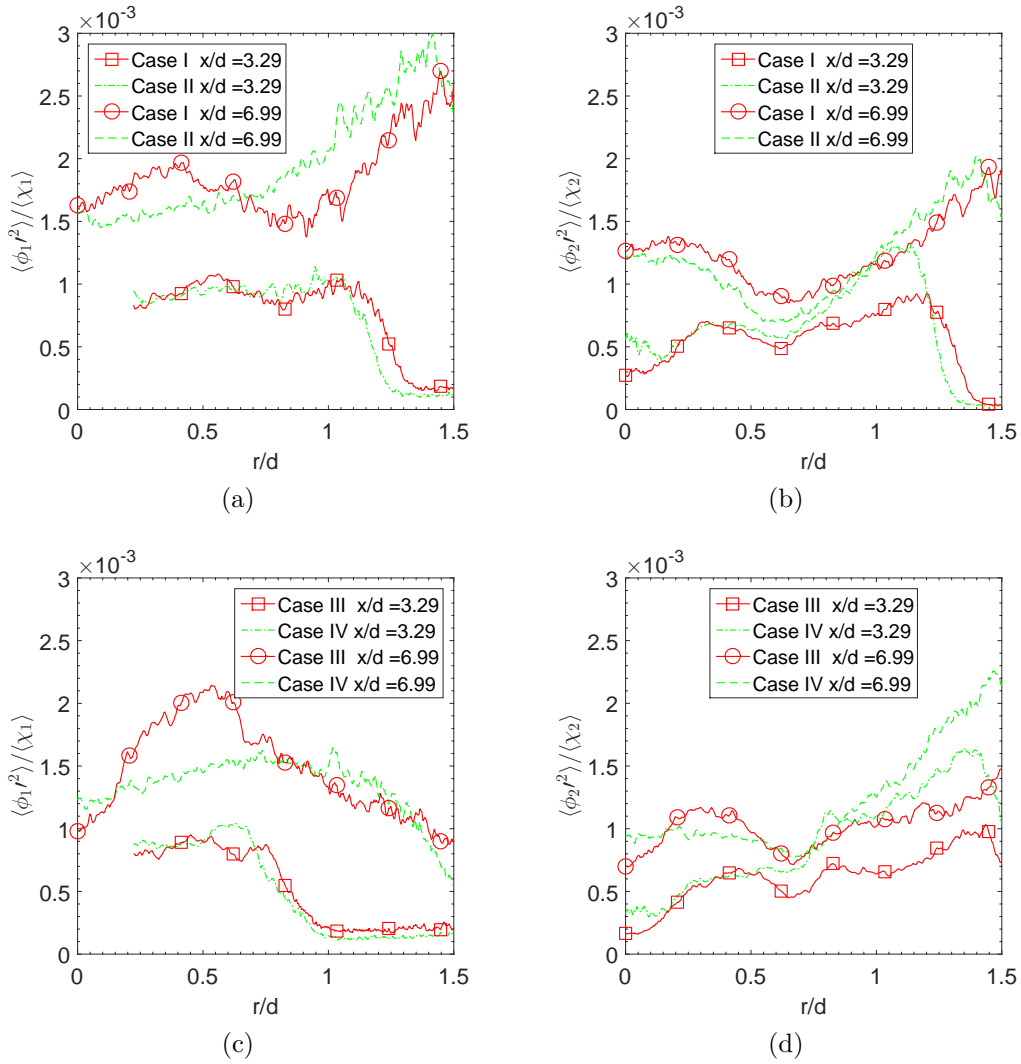 ×10⁻³
3
2.5
2
1.5
1
0.5
0
⟨ϕ₁′²⟩/⟨χ₁⟩
Case I x/d =3.29
Case II x/d =3.29
Case I x/d =6.99
Case II x/d =6.99
0 0.5 1 1.5
r/d
(a)
×10⁻³
3
2.5
2
1.5
1
0.5
0
⟨ϕ₂′²⟩/⟨χ₂⟩
Case I x/d =3.29
Case II x/d =3.29
Case I x/d =6.99
Case II x/d =6.99
0 0.5 1 1.5
r/d
(b)
×10⁻³
3
2.5
2
1.5
1
0.5
0
⟨ϕ₁′²⟩/⟨χ₁⟩
Case III x/d =3.29
Case IV x/d =3.29
Case III x/d =6.99
Case IV x/d =6.99
0 0.5 1 1.5
r/d
(c)
×10⁻³
3
2.5
2
1.5
1
0.5
0
⟨ϕ₂′²⟩/⟨χ₂⟩
Case III x/d =3.29
Case IV x/d =3.29
Case III x/d =6.99
Case IV x/d =6.99
0 0.5 1 1.5
r/d
(d)